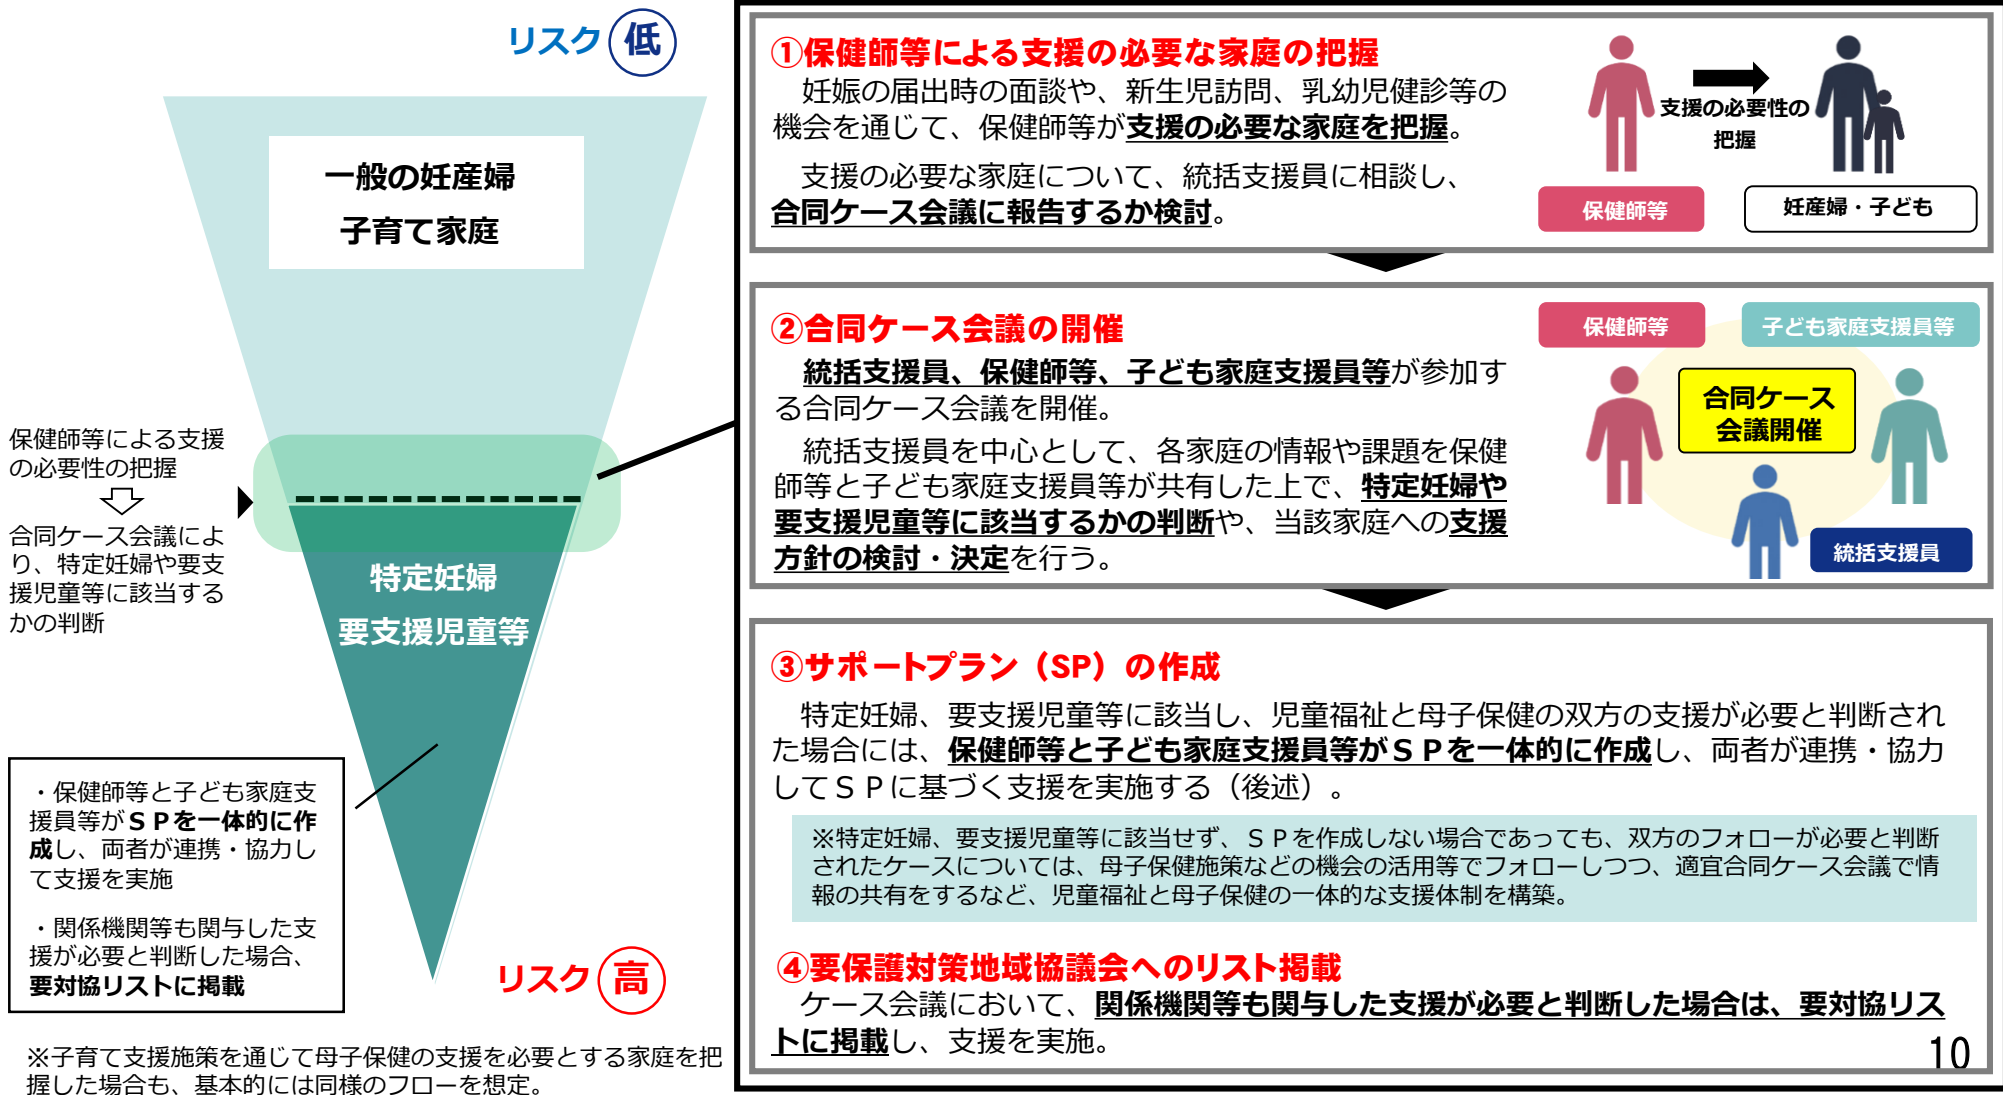 リスク 低
一般の妊産婦
子育て家庭
保健師等による支援
の必要性の把握
合同ケース会議によ
り、特定妊婦や要支
援児童等に該当する
かの判断
特定妊婦
要支援児童等
・保健師等と子ども家庭支
援員等がＳＰを一体的に作
成し、両者が連携・協力し
て支援を実施
・関係機関等も関与した支
援が必要と判断した場合、
要対協リストに掲載
リスク 高
※子育て支援施策を通じて母子保健の支援を必要とする家庭を把
握した場合も、基本的には同様のフローを想定。
①保健師等による支援の必要な家庭の把握
妊娠の届出時の面談や、新生児訪問、乳幼児健診等の
機会を通じて、保健師等が支援の必要な家庭を把握。
支援の必要な家庭について、統括支援員に相談し、
合同ケース会議に報告するか検討。
支援の必要性の
把握
保健師等
妊産婦・子ども
②合同ケース会議の開催
統括支援員、保健師等、子ども家庭支援員等が参加す
る合同ケース会議を開催。
統括支援員を中心として、各家庭の情報や課題を保健
師等と子ども家庭支援員等が共有した上で、特定妊婦や
要支援児童等に該当するかの判断や、当該家庭への支援
方針の検討・決定を行う。
保健師等
子ども家庭支援員等
合同ケース
会議開催
統括支援員
③サポートプラン（SP）の作成
特定妊婦、要支援児童等に該当し、児童福祉と母子保健の双方の支援が必要と判断され
た場合には、保健師等と子ども家庭支援員等がＳＰを一体的に作成し、両者が連携・協力
してＳＰに基づく支援を実施する（後述）。
※特定妊婦、要支援児童等に該当せず、ＳＰを作成しない場合であっても、双方のフォローが必要と判断
されたケースについては、母子保健施策などの機会の活用等でフォローしつつ、適宜合同ケース会議で情
報の共有をするなど、児童福祉と母子保健の一体的な支援体制を構築。
④要保護対策地域協議会へのリスト掲載
ケース会議において、関係機関等も関与した支援が必要と判断した場合は、要対協リス
トに掲載し、支援を実施。
10